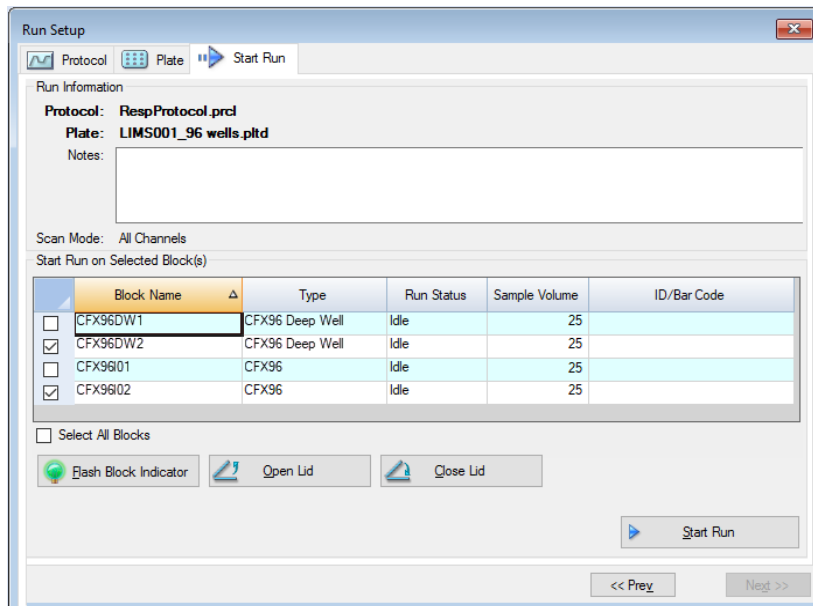 Run Setup
Protocol Plate Start Run
Run Information
Protocol: RespProtocol.prcl
Plate: LIMS001_96 wells.pltd
Notes:
Scan Mode: All Channels
Start Run on Selected Block(s)
Block Name Type Run Status Sample Volume ID/Bar Code
CFX96DW1 CFX96 Deep Well Idle 25
CFX96DW2 CFX96 Deep Well Idle 25
CFX96I01 CFX96 Idle 25
CFX96I02 CFX96 Idle 25
Select All Blocks
Flash Block Indicator Open Lid Close Lid
Start Run
<< Prev Next >>